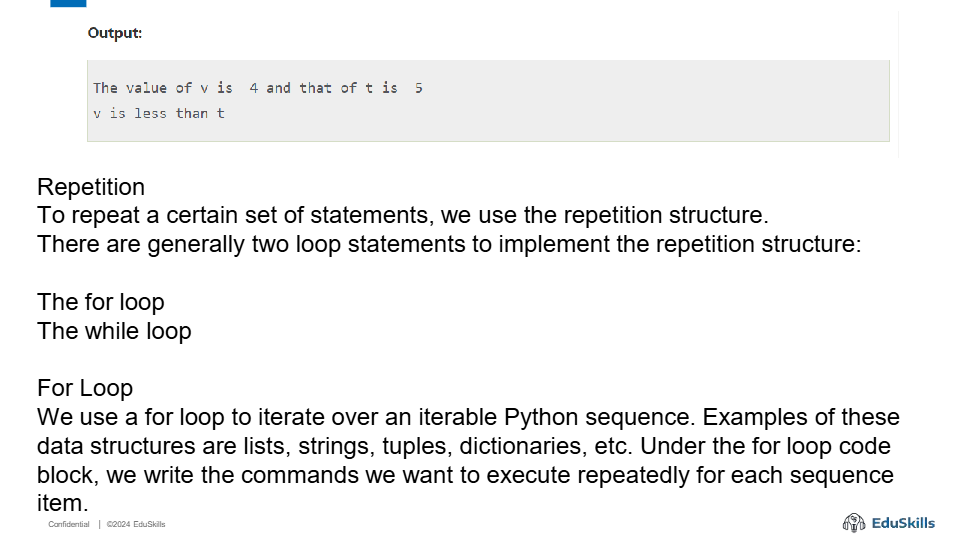 Output:
The value of v is  4 and that of t is  5
v is less than t
Repetition
To repeat a certain set of statements, we use the repetition structure.
There are generally two loop statements to implement the repetition structure:
The for loop
The while loop
For Loop
We use a for loop to iterate over an iterable Python sequence. Examples of these
data structures are lists, strings, tuples, dictionaries, etc. Under the for loop code
block, we write the commands we want to execute repeatedly for each sequence
item.
Confidential | ©2024 EduSkills
EduSkills